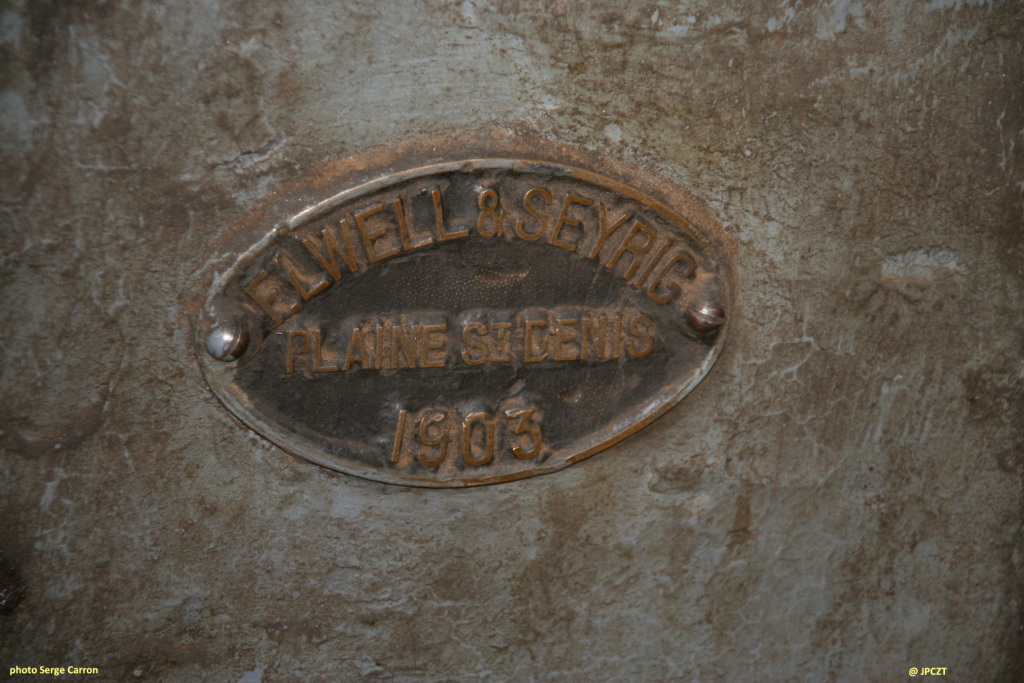 ELWELL & SEYRIG
PLAINE ST DENIS
1903
photo Serge Carron
@ JPCZT